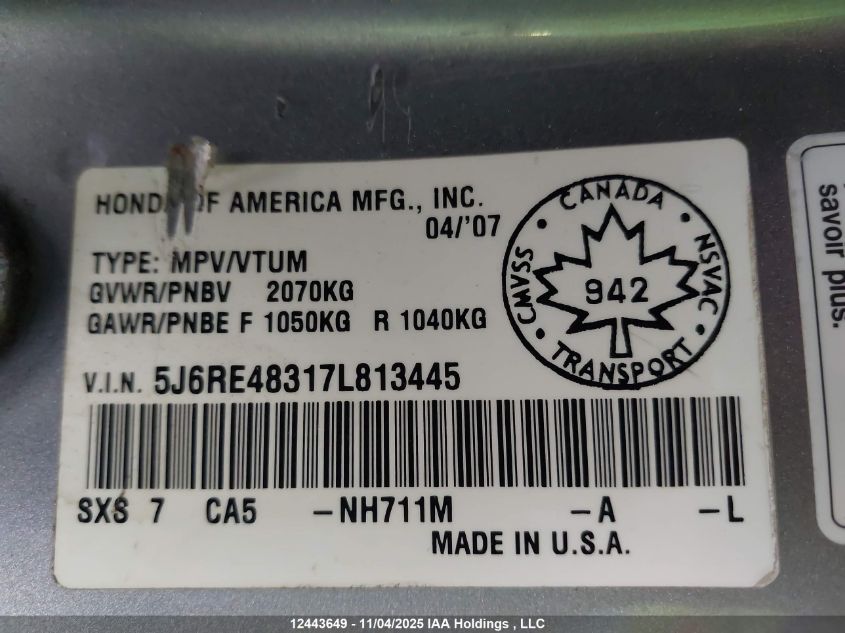 HONDA OF AMERICA MFG., INC.
04/'07
TYPE: MPV/VTUM
GVWR/PNBV 2070KG
GAWR/PNBE F 1050KG R 1040KG
V.I.N. 5J6RE48317L813445
CANADA
CMVSS
942
NSVAC
TRANSPORT
SXS 7 CA5 -NH711M -A -L
MADE IN U.S.A.
savoir plus.
12443649 - 11/04/2025 IAA Holdings , LLC